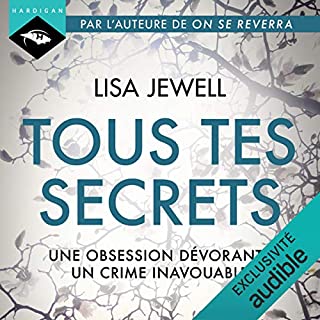 HARDIGAN
PAR L'AUTEURE DE ON SE REVERRA
LISA JEWELL
TOUS TES
SECRETS
UNE OBSESSION DÉVORANT
UN CRIME INAVOUABL
EXCLUSIVITÉ
audible